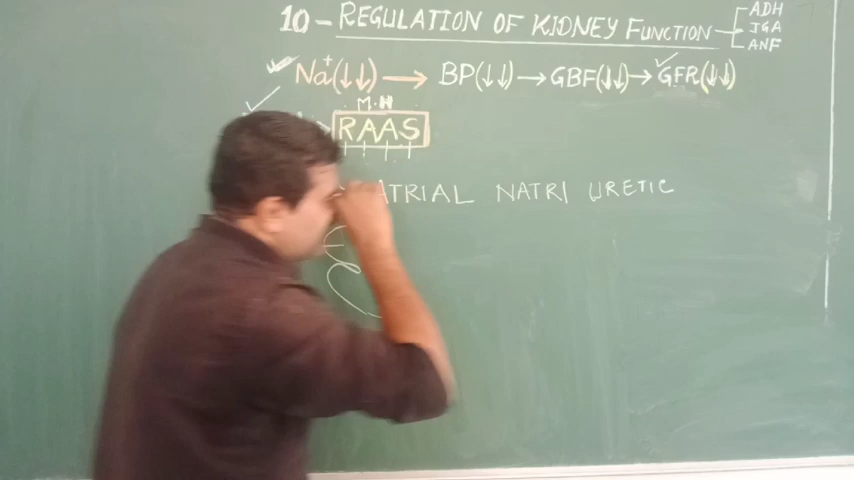 10 - REGULATION OF KIDNEY FUNCTION
ADH
JGA
ANF
Na+(↓↓) → BP(↓↓) → GBF(↓↓) → GFR(↓↓)
M.H
RAAS
ATRIAL NATRI URETIC